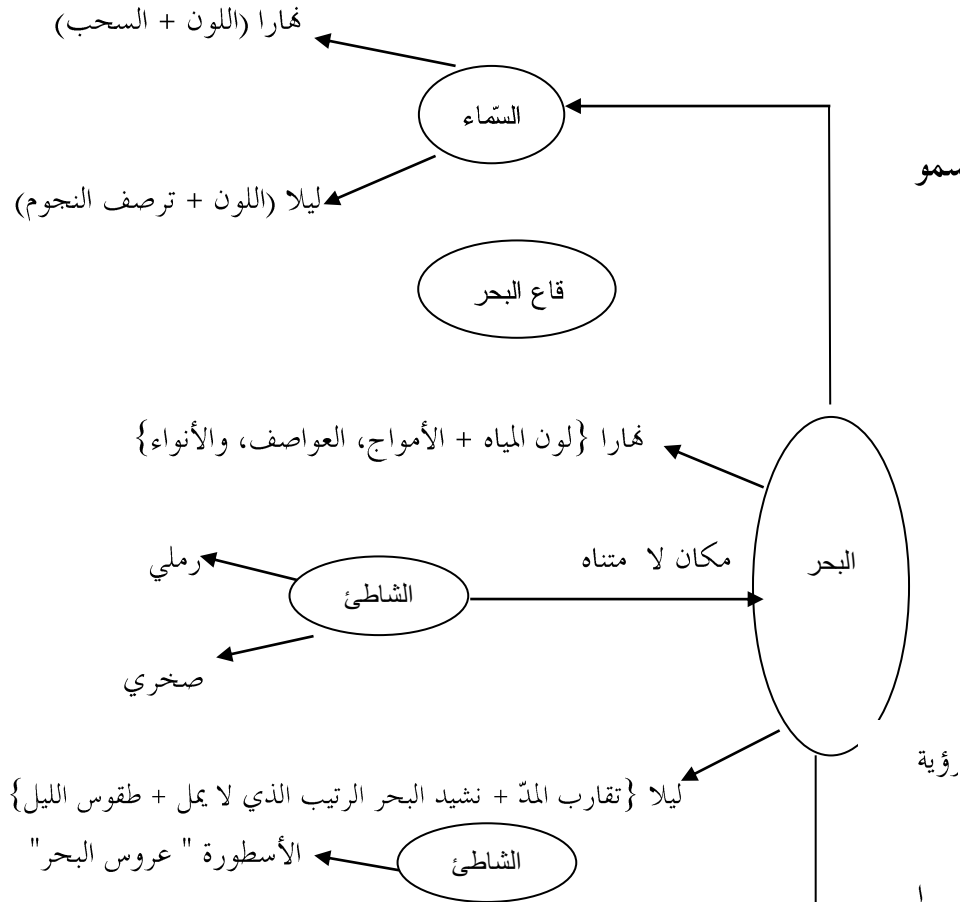 نهارا (اللون + السحب)
السّماء
سمو
ليلا (اللون + ترصف النجوم)
قاع البحر
نهارا {لون المياه + الأمواج، العواصف، والأنواء}
البحر
مكان لا متناه
رملي
الشاطئ
صخري
رؤية
ليلا {تقارب المدّ + نشيد البحر الرتيب الذي لا يمل + طقوس الليل}
الأسطورة " عروس البحر"
الشاطئ